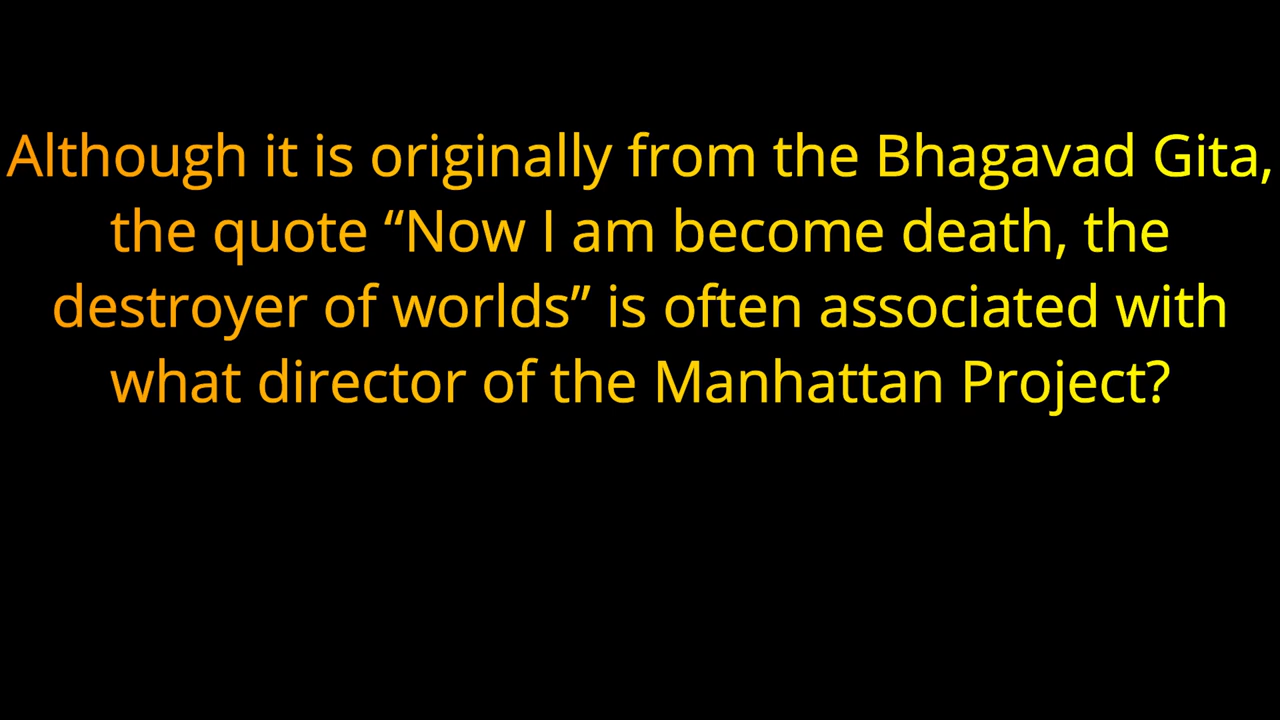 Although it is originally from the Bhagavad Gita,
the quote “Now I am become death, the
destroyer of worlds” is often associated with
what director of the Manhattan Project?